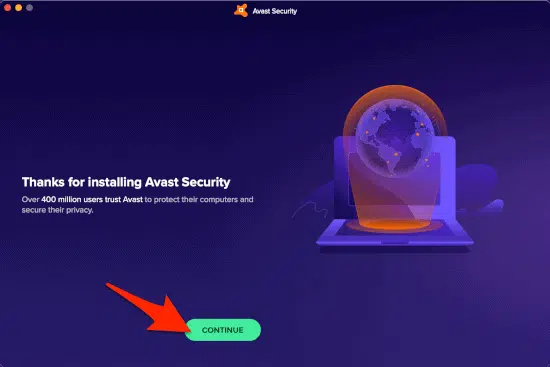 Avast Security
Thanks for installing Avast Security
Over 400 million users trust Avast to protect their computers and
secure their privacy.
CONTINUE